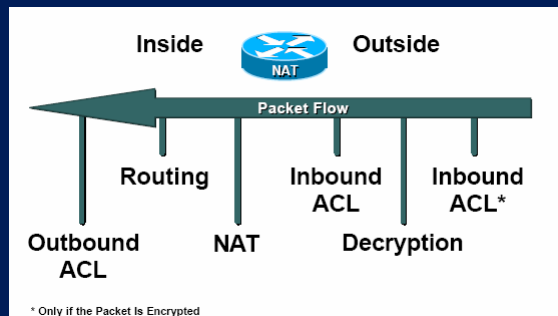 Inside
Outside
NAT
Packet Flow
Routing
Inbound
ACL
Inbound
ACL*
Outbound
ACL
NAT
Decryption
* Only if the Packet Is Encrypted